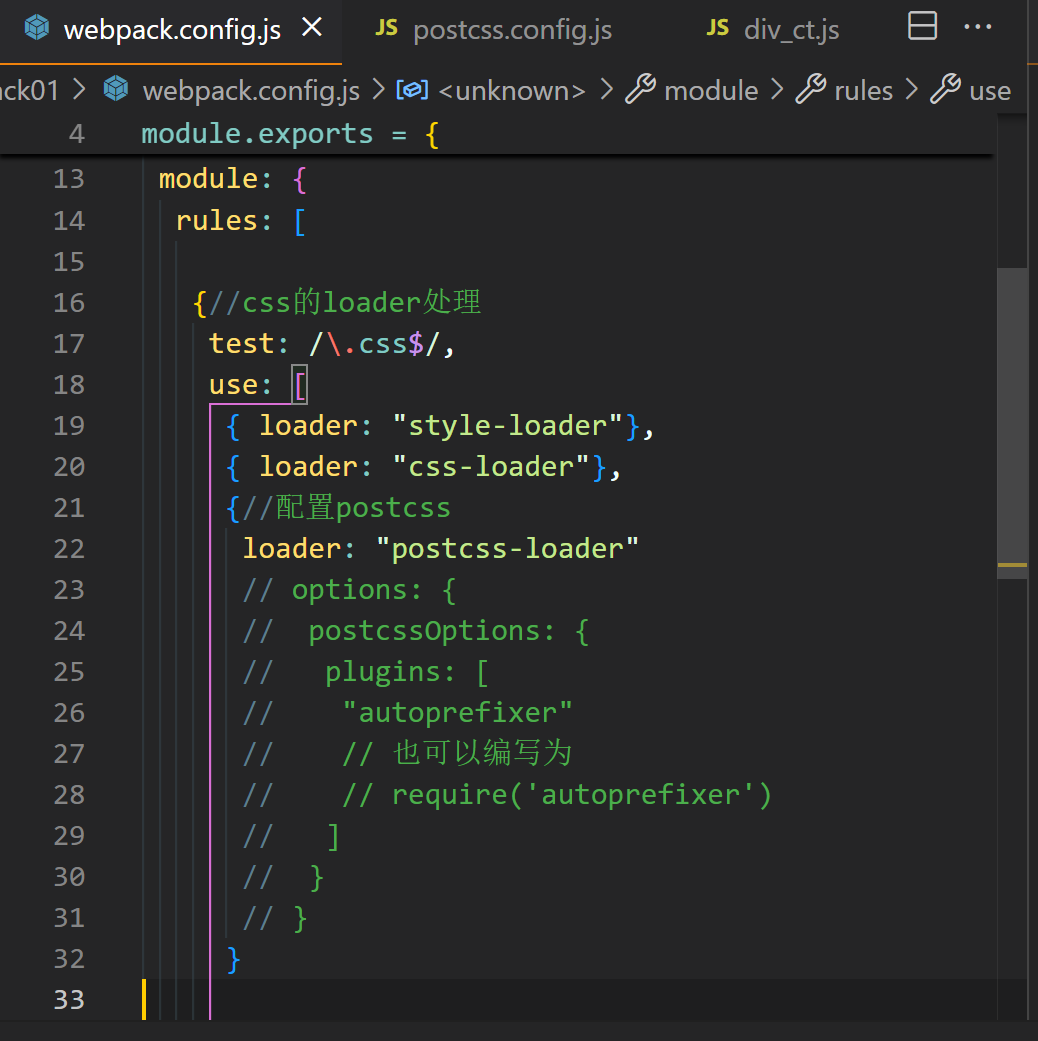 webpack.config.js
JS postcss.config.js
JS div_ct.js
ck01 > webpack.config.js > <unknown> > module > rules > use
4 module.exports = {
13 module: {
14 rules: [
15
16 {//css的loader处理
17 test: /\.css$/,
18 use: [
19 { loader: "style-loader"},
20 { loader: "css-loader"},
21 {//配置postcss
22 loader: "postcss-loader"
23 // options: {
24 //  postcssOptions: {
25 //   plugins: [
26 //    "autoprefixer"
27 //    // 也可以编写为
28 //    // require('autoprefixer')
29 //   ]
30 //  }
31 // }
32 }
33